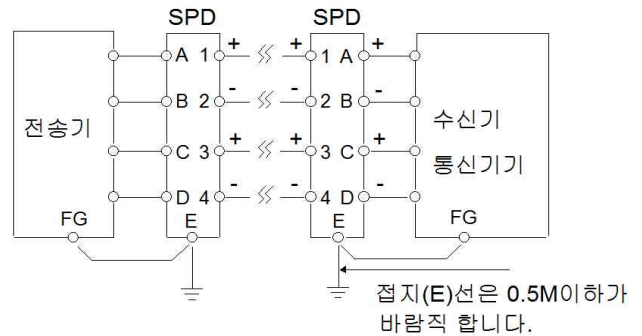 SPD SPD
A 1 + + 1 A +
B 2 - - 2 B -
전송기 수신기
C 3 + + 3 C +
통신기기
D 4 - - 4 D -
FG E E FG
접지(E)선은 0.5M이하가
바람직 합니다.